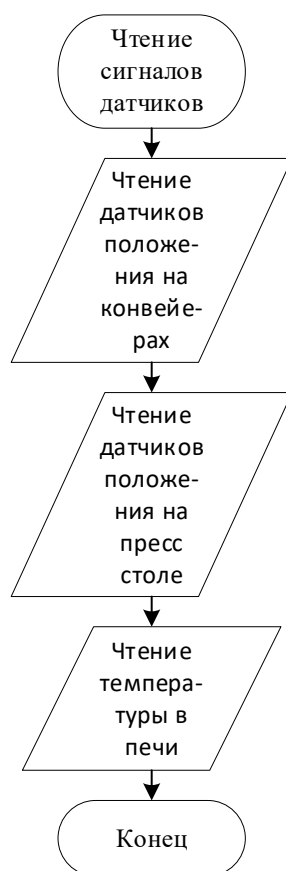 Чтение
сигналов
датчиков
Чтение
датчиков
положе-
ния на
конвейе-
рах
Чтение
датчиков
положе-
ния на
пресс
столе
Чтение
темпера-
туры в
печи
Конец